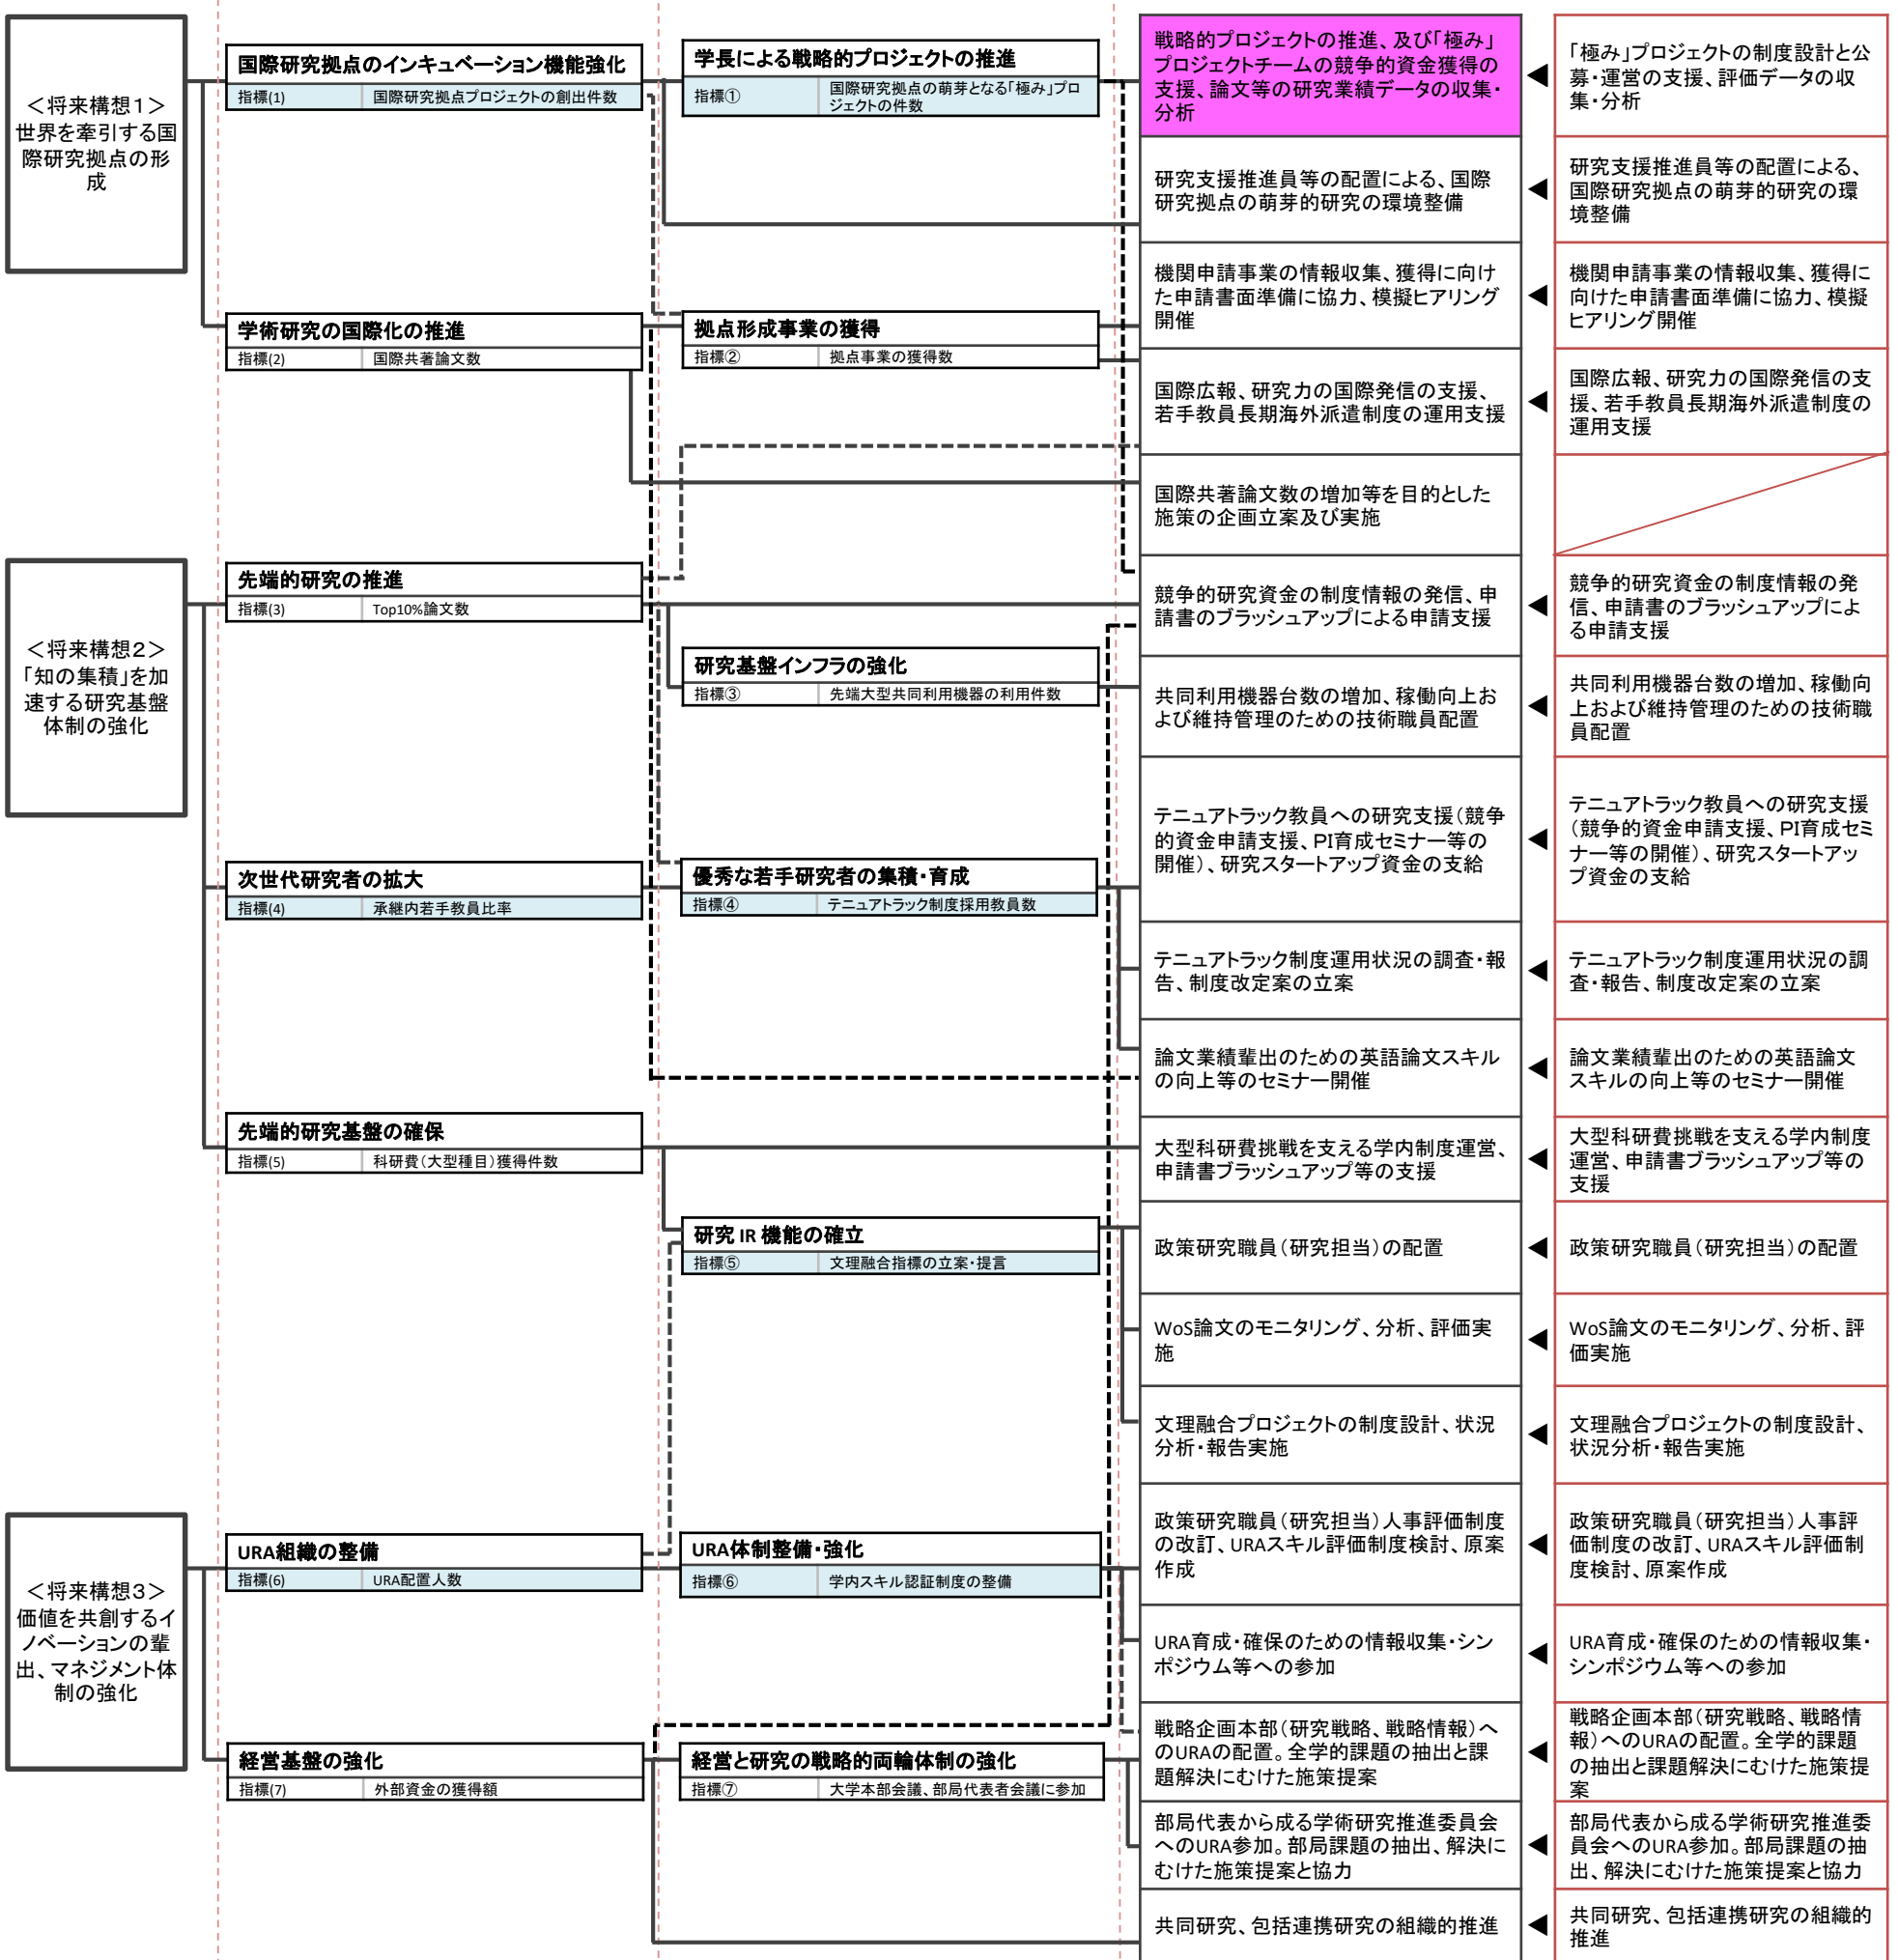 ＜将来構想１＞
世界を牽引する国
際研究拠点の形
成
国際研究拠点のインキュベーション機能強化
指標(1) 国際研究拠点プロジェクトの創出件数
学術研究の国際化の推進
指標(2) 国際共著論文数
学長による戦略的プロジェクトの推進
指標① 国際研究拠点の萌芽となる「極み」プロ
ジェクトの件数
拠点形成事業の獲得
指標② 拠点事業の獲得数
＜将来構想２＞
「知の集積」を加
速する研究基盤
体制の強化
先端的研究の推進
指標(3) Top10%論文数
次世代研究者の拡大
指標(4) 承継内若手教員比率
先端的研究基盤の確保
指標(5) 科研費（大型種目）獲得件数
研究基盤インフラの強化
指標③ 先端大型共同利用機器の利用件数
優秀な若手研究者の集積・育成
指標④ テニュアトラック制度採用教員数
研究 IR 機能の確立
指標⑤ 文理融合指標の立案・提言
＜将来構想３＞
価値を共創するイ
ノベーションの輩
出、マネジメント体
制の強化
URA組織の整備
指標(6) URA配置人数
経営基盤の強化
指標(7) 外部資金の獲得額
URA体制整備・強化
指標⑥ 学内スキル認証制度の整備
経営と研究の戦略的両輪体制の強化
指標⑦ 大学本部会議、部局代表者会議に参加
戦略的プロジェクトの推進、及び「極み」
プロジェクトチームの競争的資金獲得の
支援、論文等の研究業績データの収集・
分析
研究支援推進員等の配置による、国際
研究拠点の萌芽的研究の環境整備
機関申請事業の情報収集、獲得に向け
た申請書面準備に協力、模擬ヒアリング
開催
国際広報、研究力の国際発信の支援、
若手教員長期海外派遣制度の運用支援
国際共著論文数の増加等を目的とした
施策の企画立案及び実施
競争的研究資金の制度情報の発信、申
請書のブラッシュアップによる申請支援
共同利用機器台数の増加、稼働向上お
よび維持管理のための技術職員配置
テニュアトラック教員への研究支援（競争
的資金申請支援、PI育成セミナー等の
開催）、研究スタートアップ資金の支給
テニュアトラック制度運用状況の調査・報
告、制度改定案の立案
論文業績輩出のための英語論文スキル
の向上等のセミナー開催
大型科研費挑戦を支える学内制度運営、
申請書ブラッシュアップ等の支援
政策研究職員（研究担当）の配置
WoS論文のモニタリング、分析、評価実
施
文理融合プロジェクトの制度設計、状況
分析・報告実施
政策研究職員（研究担当）人事評価制度
の改訂、URAスキル評価制度検討、原案
作成
URA育成・確保のための情報収集・シン
ポジウム等への参加
戦略企画本部（研究戦略、戦略情報）へ
のURAの配置。全学的課題の抽出と課
題解決にむけた施策提案
部局代表から成る学術研究推進委員会
へのURA参加。部局課題の抽出、解決に
むけた施策提案と協力
共同研究、包括連携研究の組織的推進
「極み」プロジェクトの制度設計と公
募・運営の支援、評価データの収
集・分析
研究支援推進員等の配置による、
国際研究拠点の萌芽的研究の環
境整備
機関申請事業の情報収集、獲得に
向けた申請書面準備に協力、模擬
ヒアリング開催
国際広報、研究力の国際発信の支
援、若手教員長期海外派遣制度の
運用支援
競争的研究資金の制度情報の発
信、申請書のブラッシュアップによ
る申請支援
共同利用機器台数の増加、稼働向
上および維持管理のための技術職
員配置
テニュアトラック教員への研究支援
（競争的資金申請支援、PI育成セミ
ナー等の開催）、研究スタートアッ
プ資金の支給
テニュアトラック制度運用状況の調
査・報告、制度改定案の立案
論文業績輩出のための英語論文
スキルの向上等のセミナー開催
大型科研費挑戦を支える学内制度
運営、申請書ブラッシュアップ等の
支援
政策研究職員（研究担当）の配置
WoS論文のモニタリング、分析、評
価実施
文理融合プロジェクトの制度設計、
状況分析・報告実施
政策研究職員（研究担当）人事評
価制度の改訂、URAスキル評価制
度検討、原案作成
URA育成・確保のための情報収集・
シンポジウム等への参加
戦略企画本部（研究戦略、戦略情
報）へのURAの配置。全学的課題
の抽出と課題解決にむけた施策提
案
部局代表から成る学術研究推進委
員会へのURA参加。部局課題の抽
出、解決にむけた施策提案と協力
共同研究、包括連携研究の組織的
推進